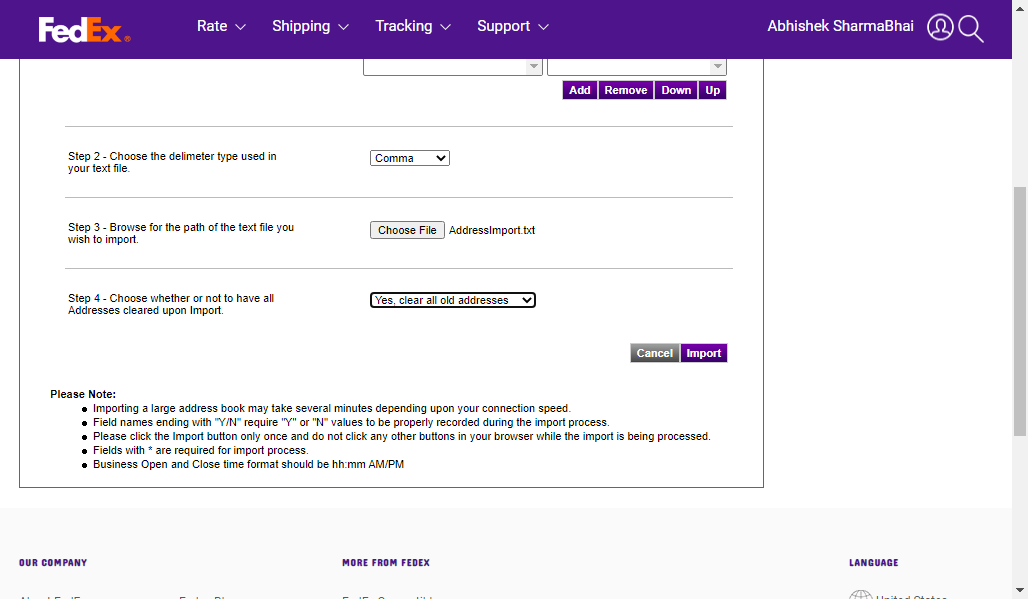 FedEx®
Rate
Shipping
Tracking
Support
Abhishek SharmaBhai
Add
Remove
Down
Up
Step 2 - Choose the delimeter type used in
your text file.
Comma
Step 3 - Browse for the path of the text file you
wish to import.
Choose File
AddressImport.txt
Step 4 - Choose whether or not to have all
Addresses cleared upon Import.
Yes, clear all old addresses
Cancel
Import
Please Note:
Importing a large address book may take several minutes depending upon your connection speed.
Field names ending with "Y/N" require "Y" or "N" values to be properly recorded during the import process.
Please click the Import button only once and do not click any other buttons in your browser while the import is being processed.
Fields with * are required for import process.
Business Open and Close time format should be hh:mm AM/PM
OUR COMPANY
MORE FROM FEDEX
LANGUAGE
United States